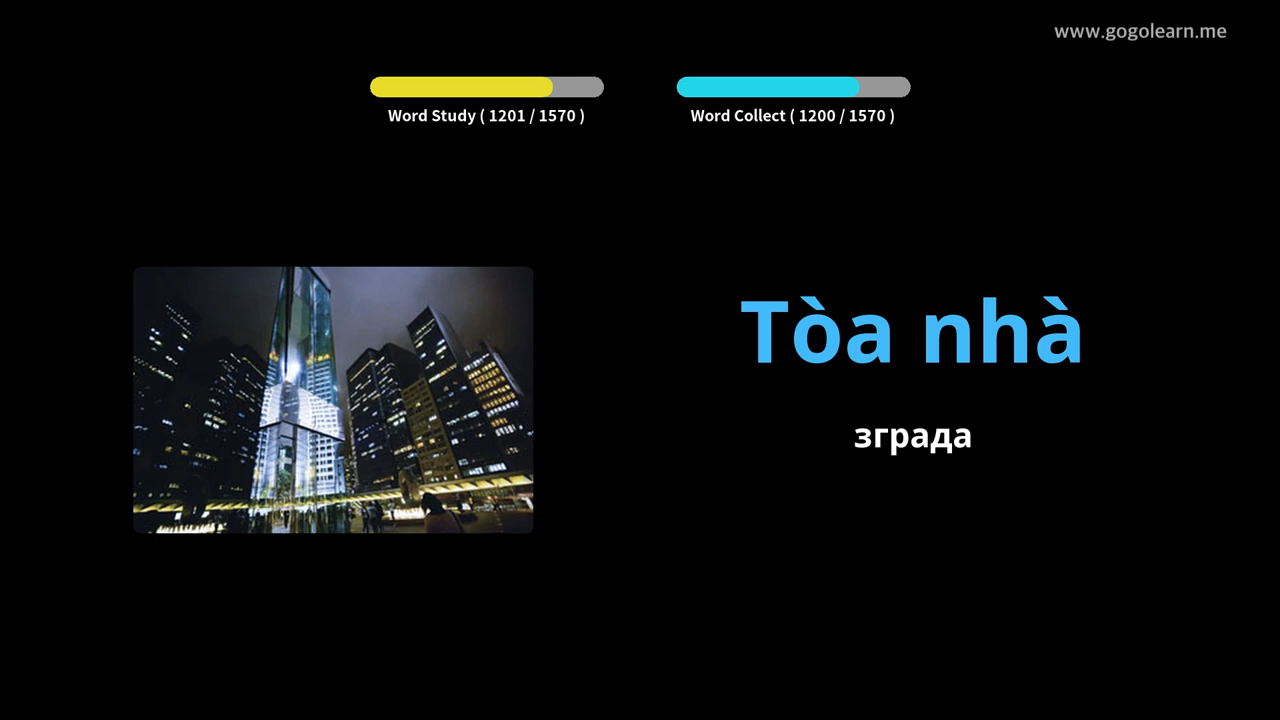 www.gogolearn.me
Word Study ( 1201 / 1570 )
Word Collect ( 1200 / 1570 )
Tòa nhà
зграда